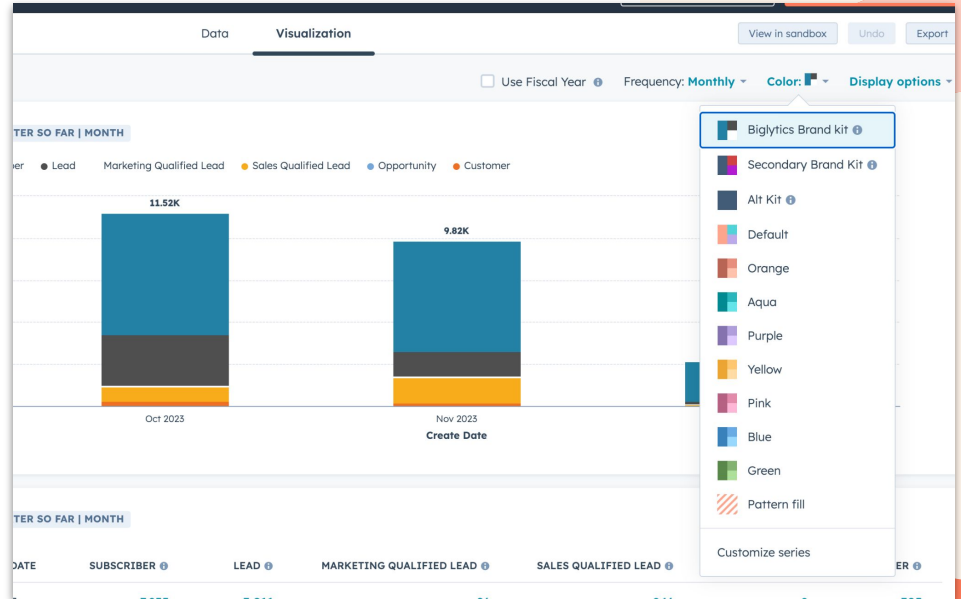 Data Visualization View in sandbox Undo Export
Use Fiscal Year Frequency: Monthly Color: Display options
TER SO FAR | MONTH
er Lead Marketing Qualified Lead Sales Qualified Lead Opportunity Customer
11.52K
9.82K
Oct 2023 Nov 2023
Create Date
Biglytics Brand kit
Secondary Brand Kit
Alt Kit
Default
Orange
Aqua
Purple
Yellow
Pink
Blue
Green
Pattern fill
Customize series
TER SO FAR | MONTH
DATE SUBSCRIBER LEAD MARKETING QUALIFIED LEAD SALES QUALIFIED LEAD ER